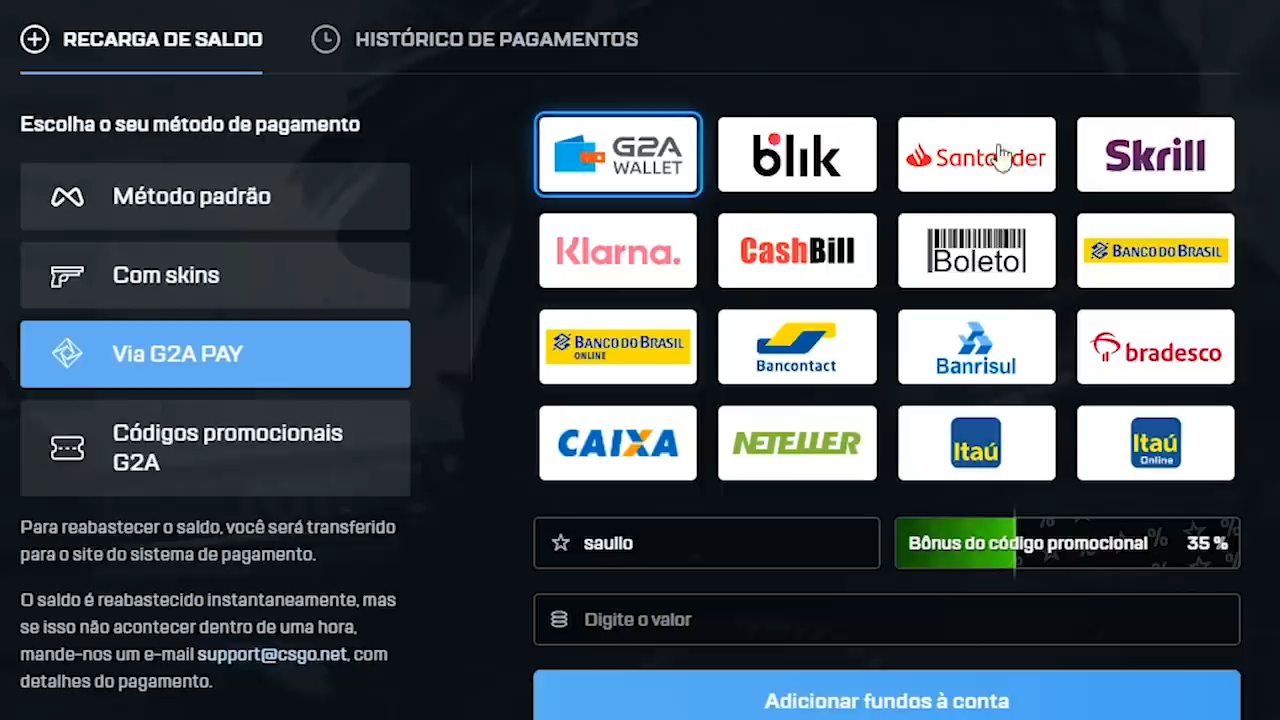 RECARGA DE SALDO
HISTÓRICO DE PAGAMENTOS
Escolha o seu método de pagamento
Método padrão
Com skins
Via G2A PAY
Códigos promocionais
G2A
Para reabastecer o saldo, você será transferido
para o site do sistema de pagamento.
O saldo é reabastecido instantaneamente, mas
se isso não acontecer dentro de uma hora,
mande-nos um e-mail support@csgo.net, com
detalhes do pagamento.
G2A
WALLET
blik
Santander
Skrill
Klarna.
CashBill
Boleto
BANCO DO BRASIL
BANCO DO BRASIL
ONLINE
Bancontact
Banrisul
bradesco
CAIXA
NETELLER
Itaú
Itaú
Online
saullo
Bônus do código promocional 35 %
Digite o valor
Adicionar fundos à conta